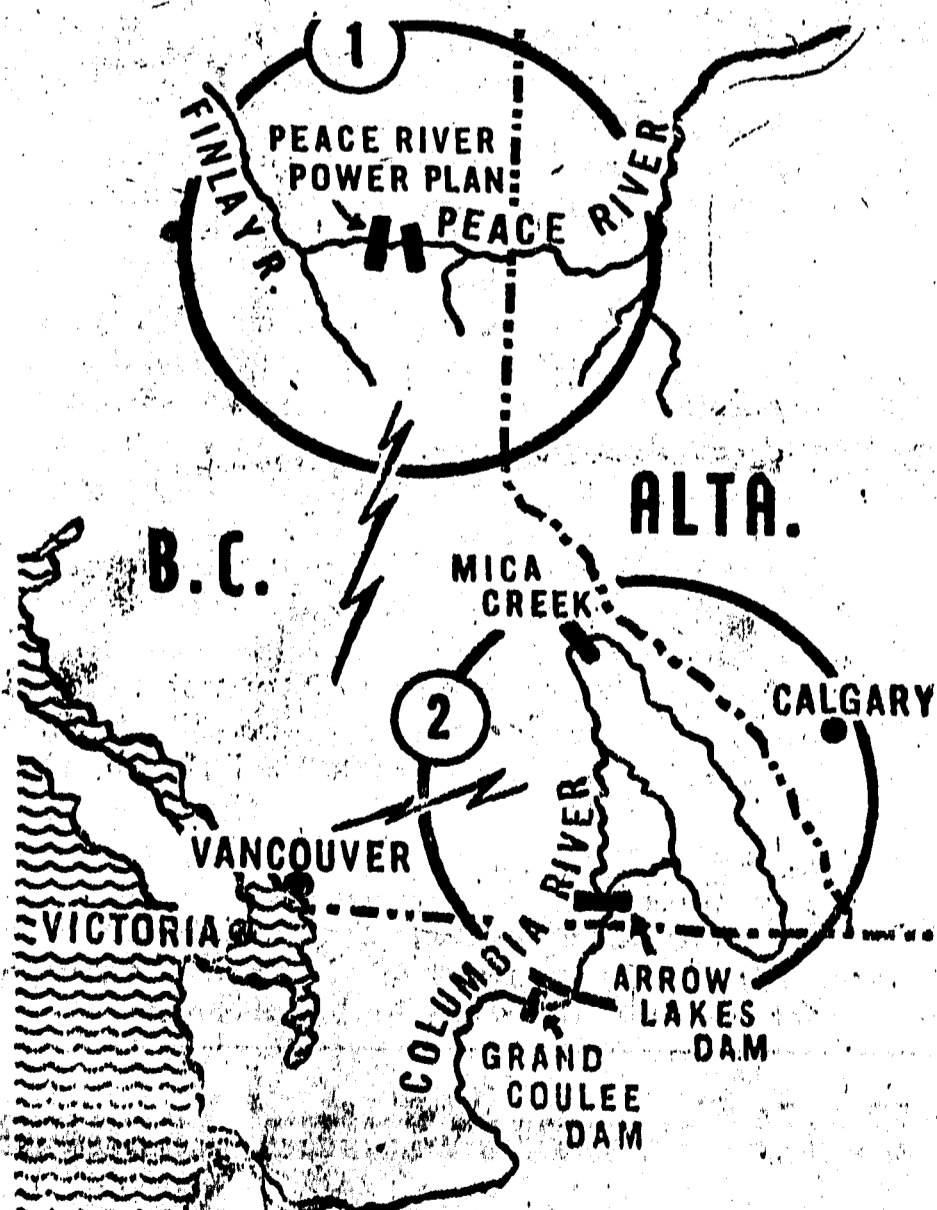 1
FINLAY R.
PEACE RIVER
POWER PLAN
PEACE RIVER
B.C.
ALTA.
MICA
CREEK
2
CALGARY
COLUMBIA RIVER
VANCOUVER
VICTORIA
ARROW
LAKES
DAM
GRAND
COULEE
DAM